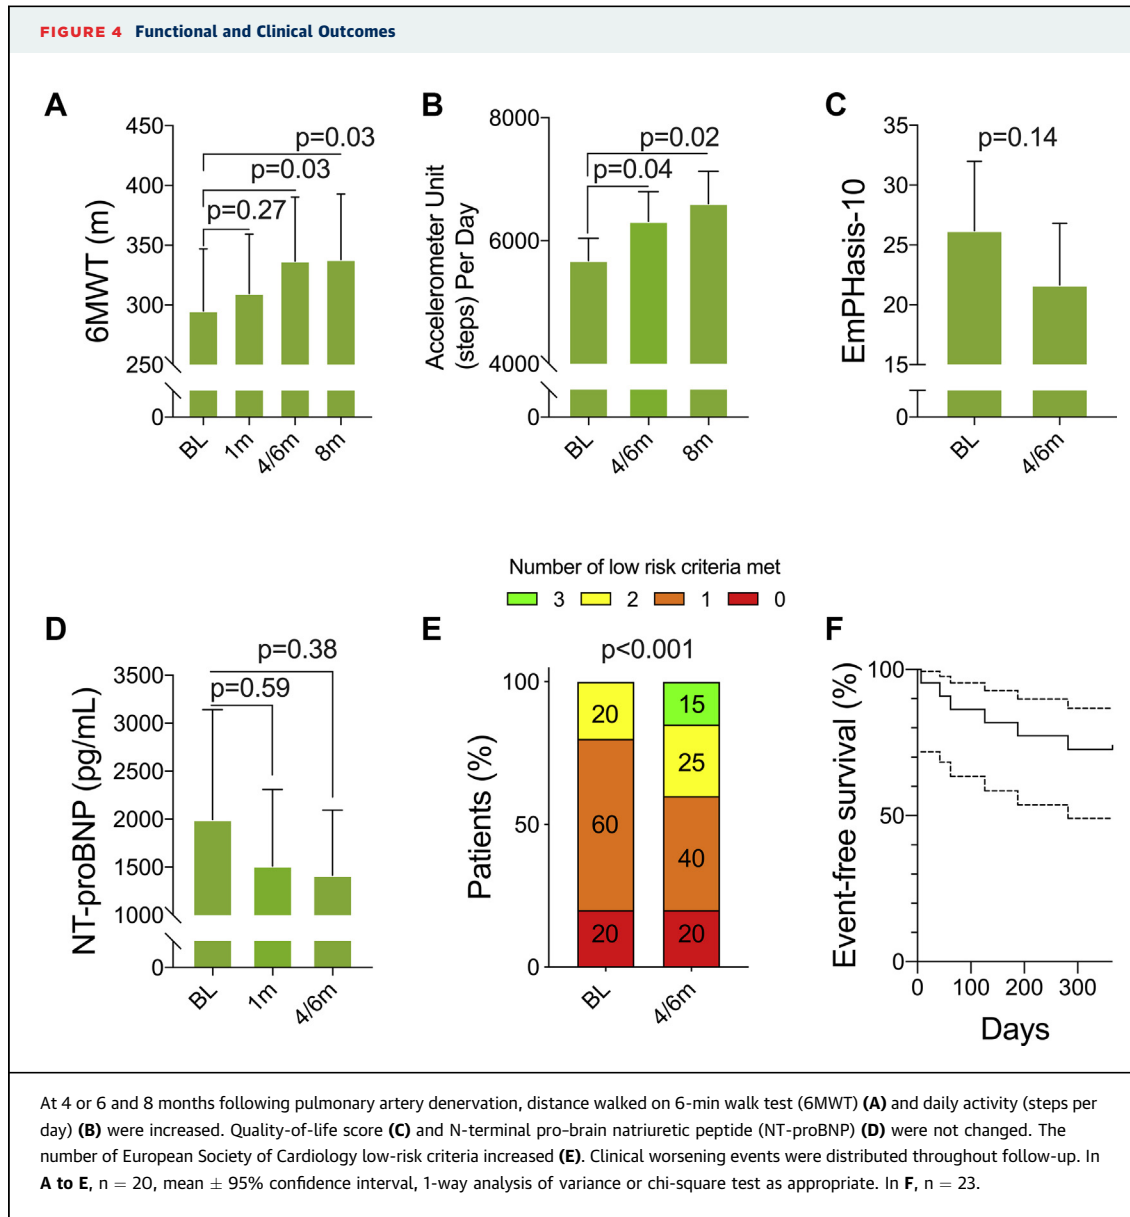 FIGURE 4 Functional and Clinical Outcomes
A
6MWT (m)
450
400
350
300
250
0
p=0.03
p=0.03
p=0.27
BL
1m
4/6m
8m
B
Accelerometer Unit
(steps) Per Day
8000
6000
4000
0
p=0.02
p=0.04
BL
4/6m
8m
C
EmPHasis-10
35
30
25
20
15
0
p=0.14
BL
4/6m
D
NT-proBNP (pg/mL)
3500
3000
2500
2000
1500
1000
0
p=0.38
p=0.59
BL
1m
4/6m
Number of low risk criteria met
3 2 1 0
E
p<0.001
Patients (%)
100
50
0
20
60
20
15
25
40
20
BL
4/6m
F
Event-free survival (%)
100
50
0
0 100 200 300
Days
At 4 or 6 and 8 months following pulmonary artery denervation, distance walked on 6-min walk test (6MWT) (A) and daily activity (steps per
day) (B) were increased. Quality-of-life score (C) and N-terminal pro–brain natriuretic peptide (NT-proBNP) (D) were not changed. The
number of European Society of Cardiology low-risk criteria increased (E). Clinical worsening events were distributed throughout follow-up. In
A to E, n = 20, mean ± 95% confidence interval, 1-way analysis of variance or chi-square test as appropriate. In F, n = 23.